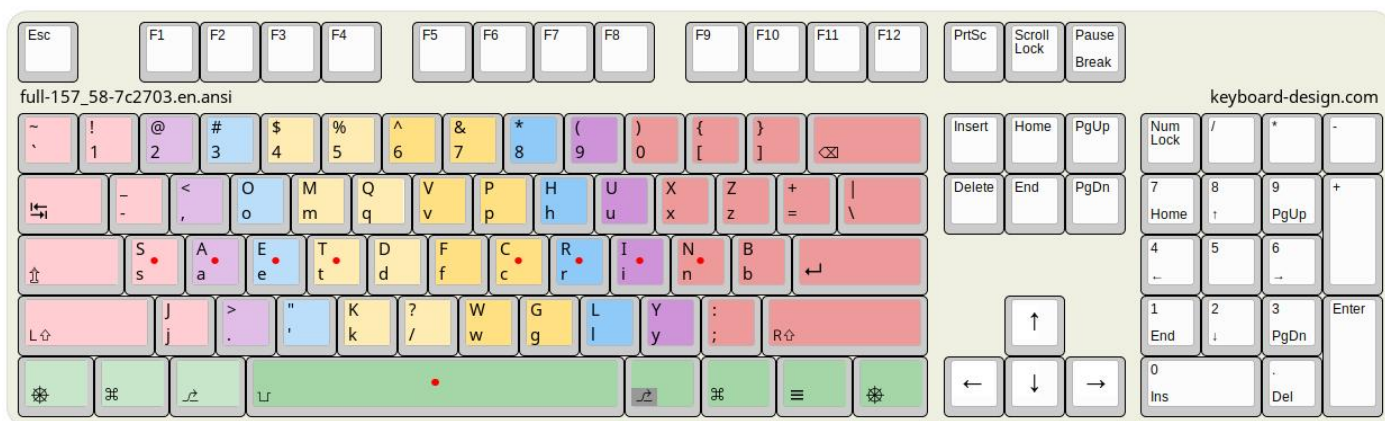 Esc F1 F2 F3 F4 F5 F6 F7 F8 F9 F10 F11 F12 PrtSc Scroll Lock Pause Break
full-157_58-7c2703.en.ansi keyboard-design.com
~ ! @ # $ % ^ & * ( ) { } Insert Home PgUp Num Lock / * -
` 1 2 3 4 5 6 7 8 9 0 [ ] ⌫
_ < O M Q V P H U X Z + | Delete End PgDn 7 8 9 +
↹ - , o m q v p h u x z = \ Home ↑ PgUp
S A E T D F C R I N B 4 5 6
⇫ s a e t d f c r i n b ↵ ← →
J > " K ? W G L Y : ↑ 1 2 3 Enter
L⇧ j . ' k / w g l y ; R⇧ End ↓ PgDn
⎈ ⌘ ⎇ ⌴ ⎇ ⌘ ≡ ⎈ ← ↓ → 0 .
Ins Del